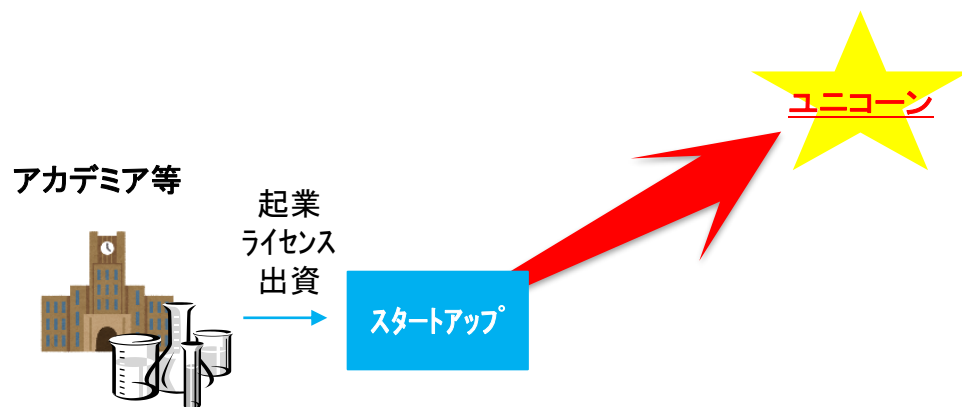 ユニコーン
アカデミア等
起業
ライセンス
出資
スタートアップ